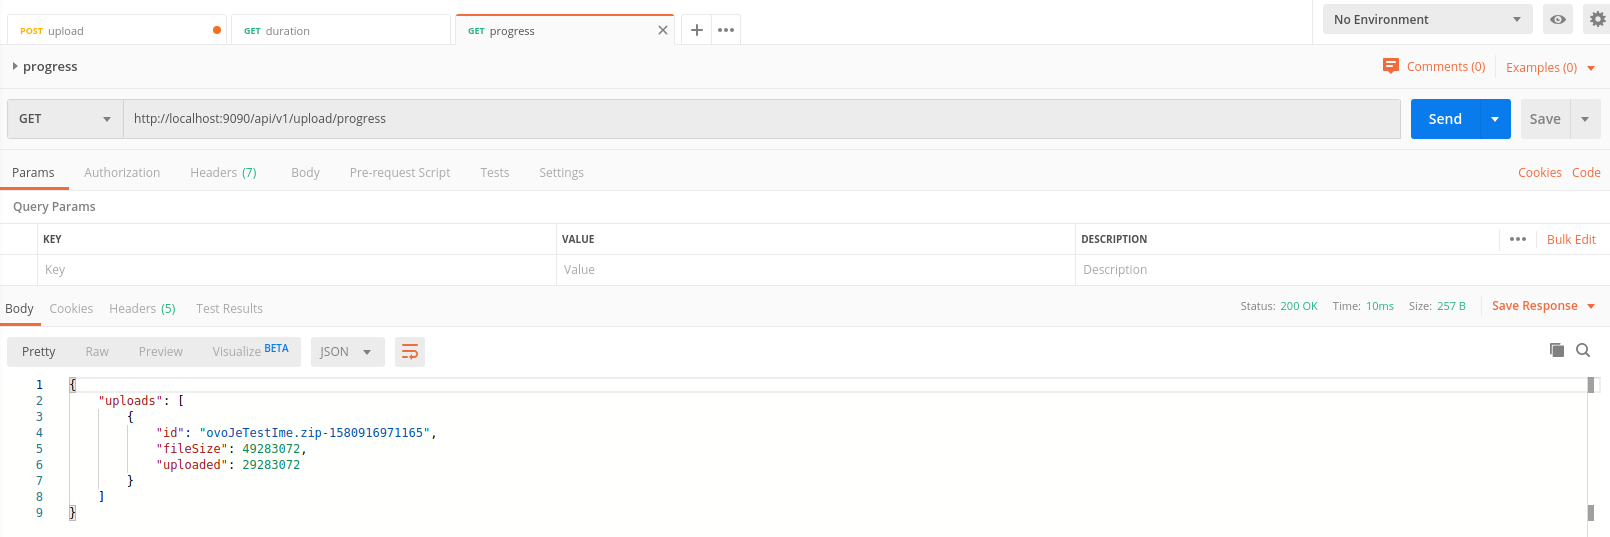 POST upload GET duration GET progress No Environment
progress Comments (0) Examples (0)
GET http://localhost:9090/api/v1/upload/progress Send Save
Params Authorization Headers (7) Body Pre-request Script Tests Settings Cookies Code
Query Params
KEY VALUE DESCRIPTION Bulk Edit
Key Value Description
Body Cookies Headers (5) Test Results Status: 200 OK Time: 10ms Size: 257 B Save Response
Pretty Raw Preview Visualize BETA JSON
1 {
2 "uploads": [
3 {
4 "id": "ovoJeTestIme.zip-1580916971165",
5 "fileSize": 49283072,
6 "uploaded": 29283072
7 }
8 ]
9 }